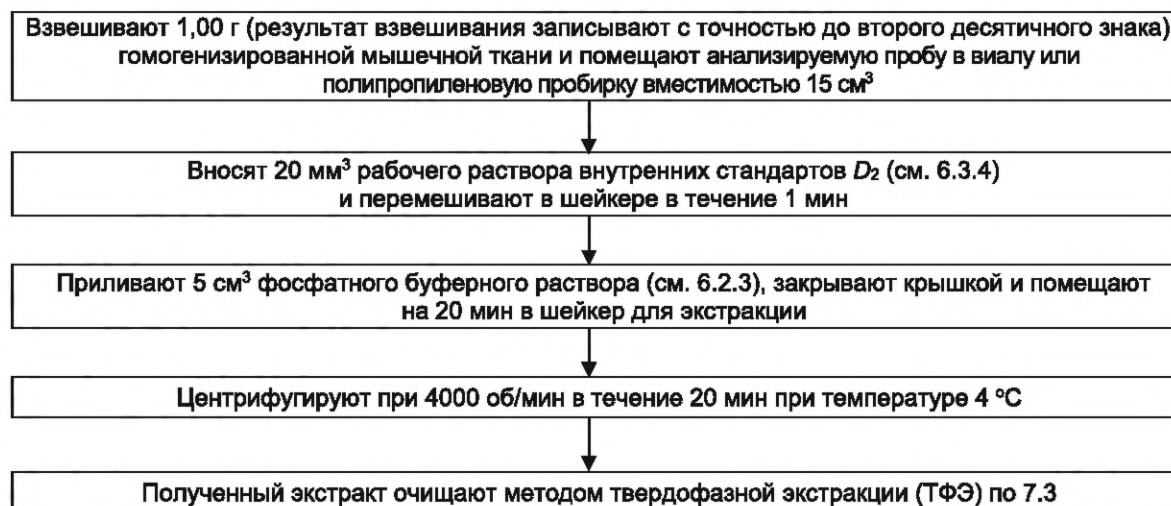 Взвешивают 1,00 г (результат взвешивания записывают с точностью до второго десятичного знака)
гомогенизированной мышечной ткани и помещают анализируемую пробу в виалу или
полипропиленовую пробирку вместимостью 15 см³
Вносят 20 мм³ рабочего раствора внутренних стандартов D₂ (см. 6.3.4)
и перемешивают в шейкере в течение 1 мин
Приливают 5 см³ фосфатного буферного раствора (см. 6.2.3), закрывают крышкой и помещают
на 20 мин в шейкер для экстракции
Центрифугируют при 4000 об/мин в течение 20 мин при температуре 4 °С
Полученный экстракт очищают методом твердофазной экстракции (ТФЭ) по 7.3